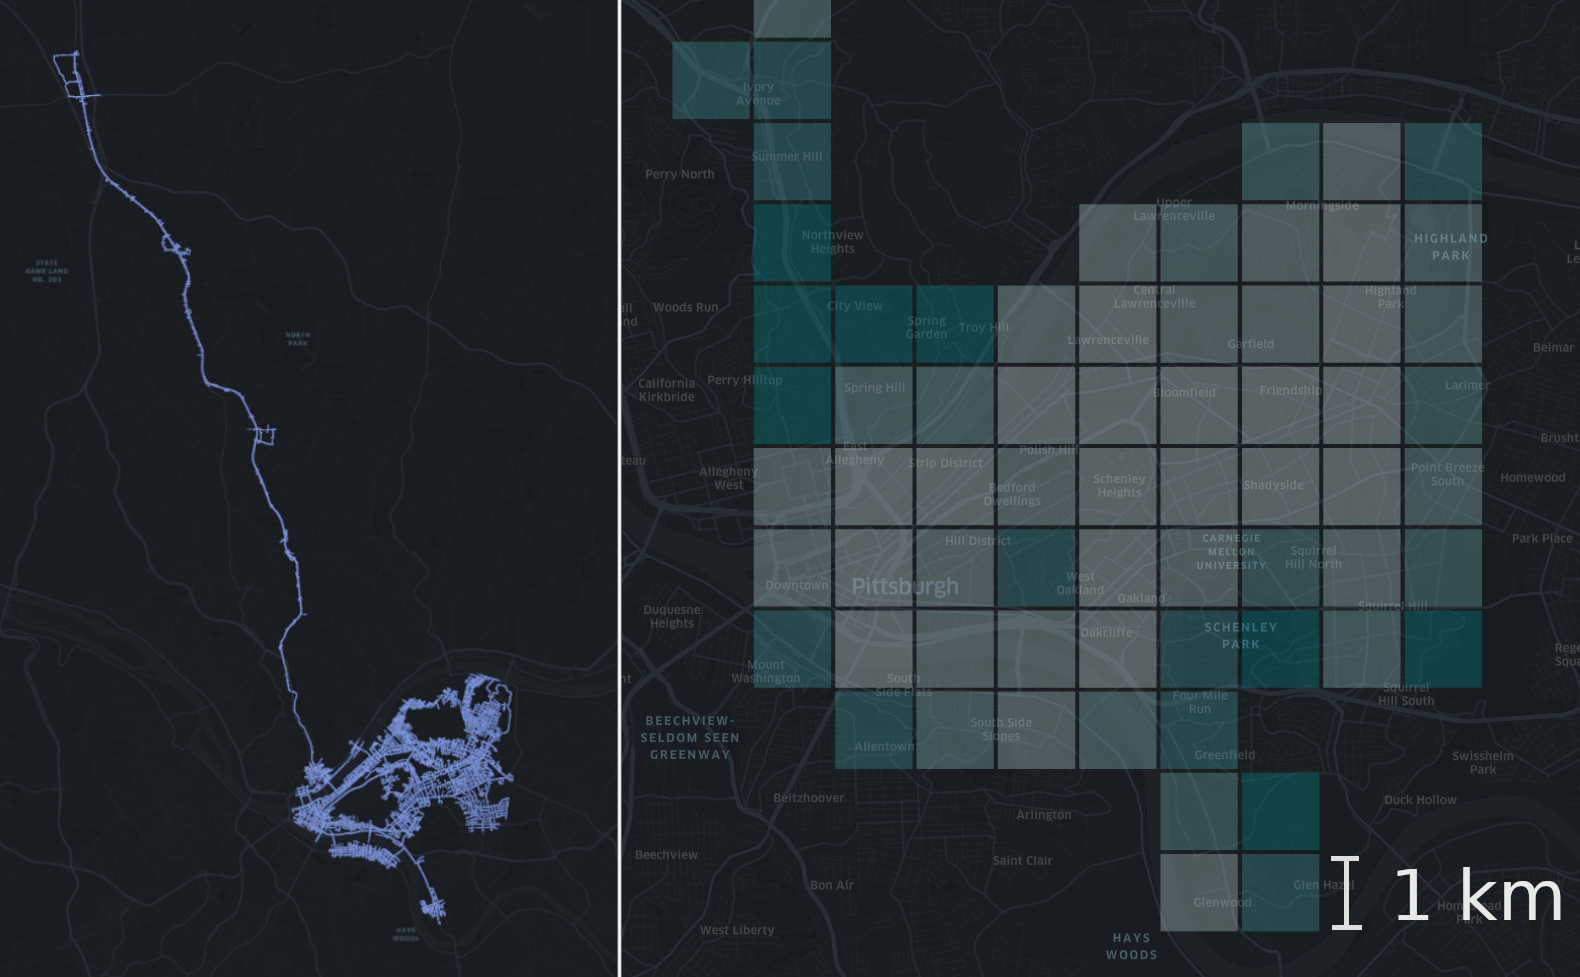 STATE
GAME LAND
NO. 203
NORTH
PARK
HAYS
WOODS
Ivory
Avenue
Summer Hill
Perry North
Northview
Heights
Upper
Lawrenceville
Morningside
HIGHLAND
PARK
Woods Run
City View
Spring
Garden
Troy Hill
Central
Lawrenceville
Highland
Park
Lawrenceville
Garfield
Belmar
California
Kirkbride
Perry Hilltop
Spring Hill
Bloomfield
Friendship
Larimer
East
Allegheny
Strip District
Polish Hill
Allegheny
West
Bedford
Dwellings
Schenley
Heights
Shadyside
Point Breeze
South
Homewood
Hill District
CARNEGIE
MELLON
UNIVERSITY
Squirrel
Hill North
Park Place
Downtown
Pittsburgh
West
Oakland
Oakland
Squirrel Hill
Duquesne
Heights
Oakcliffe
SCHENLEY
PARK
Mount
Washington
South
Side Flats
Four Mile
Run
Squirrel
Hill South
BEECHVIEW-
SELDOM SEEN
GREENWAY
South Side
Slopes
Allentown
Greenfield
Swisshelm
Park
Beltzhoover
Arlington
Duck Hollow
Beechview
Saint Clair
Bon Air
Glen Hazel
Glenwood
1 km
West Liberty
HAYS
WOODS